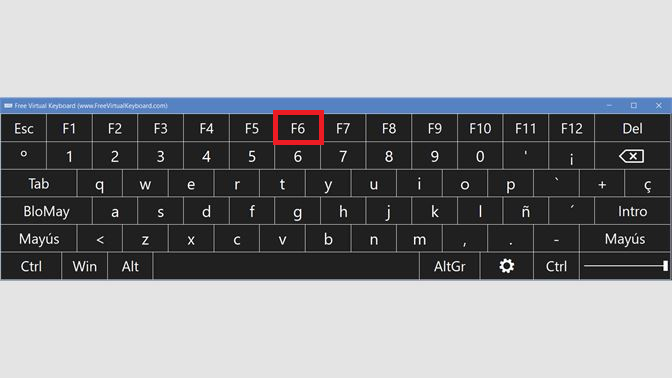 Free Virtual Keyboard (www.FreeVirtualKeyboard.com)
Esc F1 F2 F3 F4 F5 F6 F7 F8 F9 F10 F11 F12 Del
º 1 2 3 4 5 6 7 8 9 0 ' ¡
Tab q w e r t y u i o p ` + ç
BloMay a s d f g h j k l ñ ´ Intro
Mayús < z x c v b n m , . - Mayús
Ctrl Win Alt AltGr Ctrl